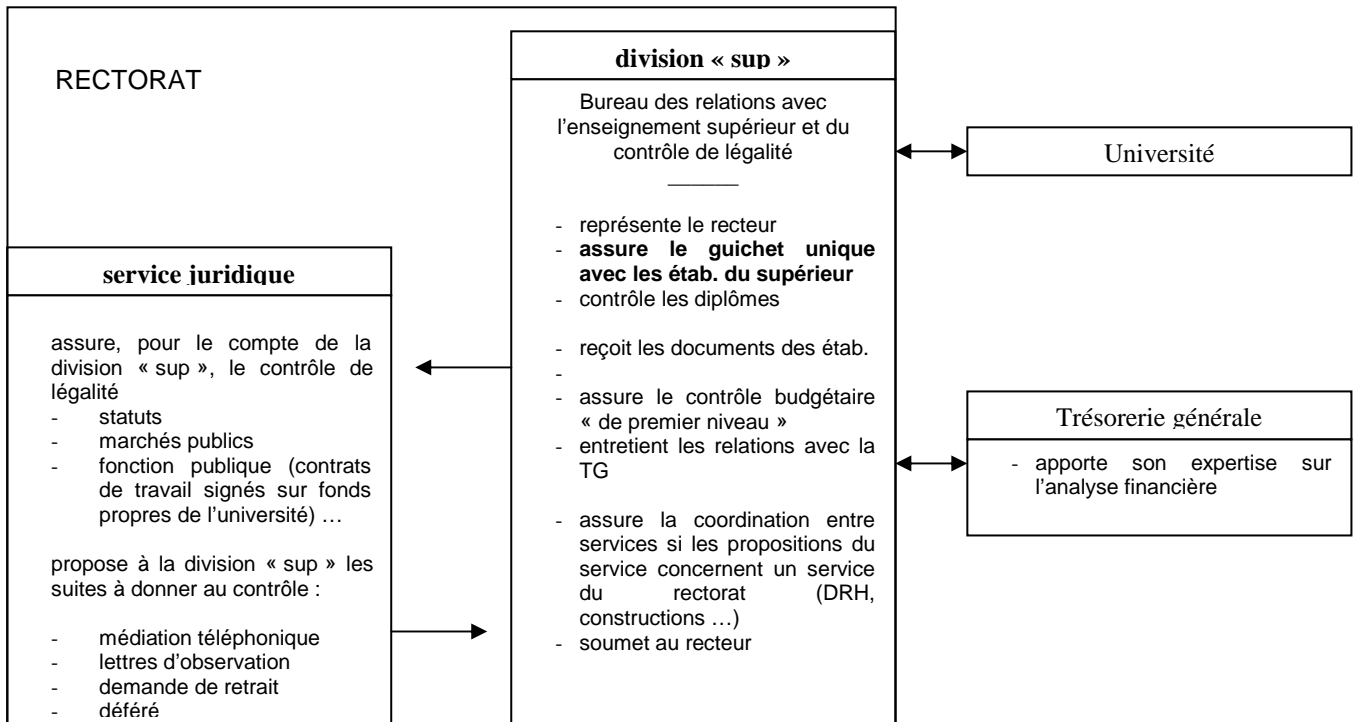 RECTORAT
service juridique
assure, pour le compte de la
division « sup », le contrôle de
légalité
- statuts
- marchés publics
- fonction publique (contrats
de travail signés sur fonds
propres de l'université) …
propose à la division « sup » les
suites à donner au contrôle :
- médiation téléphonique
- lettres d'observation
- demande de retrait
- déféré
division « sup »
Bureau des relations avec
l'enseignement supérieur et du
contrôle de légalité
______
- représente le recteur
- assure le guichet unique
avec les étab. du supérieur
- contrôle les diplômes
- reçoit les documents des étab.
-
- assure le contrôle budgétaire
« de premier niveau »
- entretient les relations avec la
TG
- assure la coordination entre
services si les propositions du
service concernent un service
du rectorat (DRH,
constructions …)
- soumet au recteur
Université
Trésorerie générale
- apporte son expertise sur
l'analyse financière